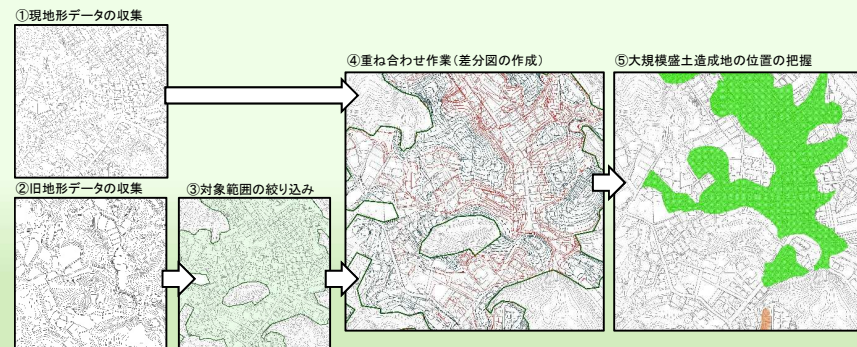 ①現地形データの収集
④重ね合わせ作業(差分図の作成)
⑤大規模盛土造成地の位置の把握
②旧地形データの収集
③対象範囲の絞り込み